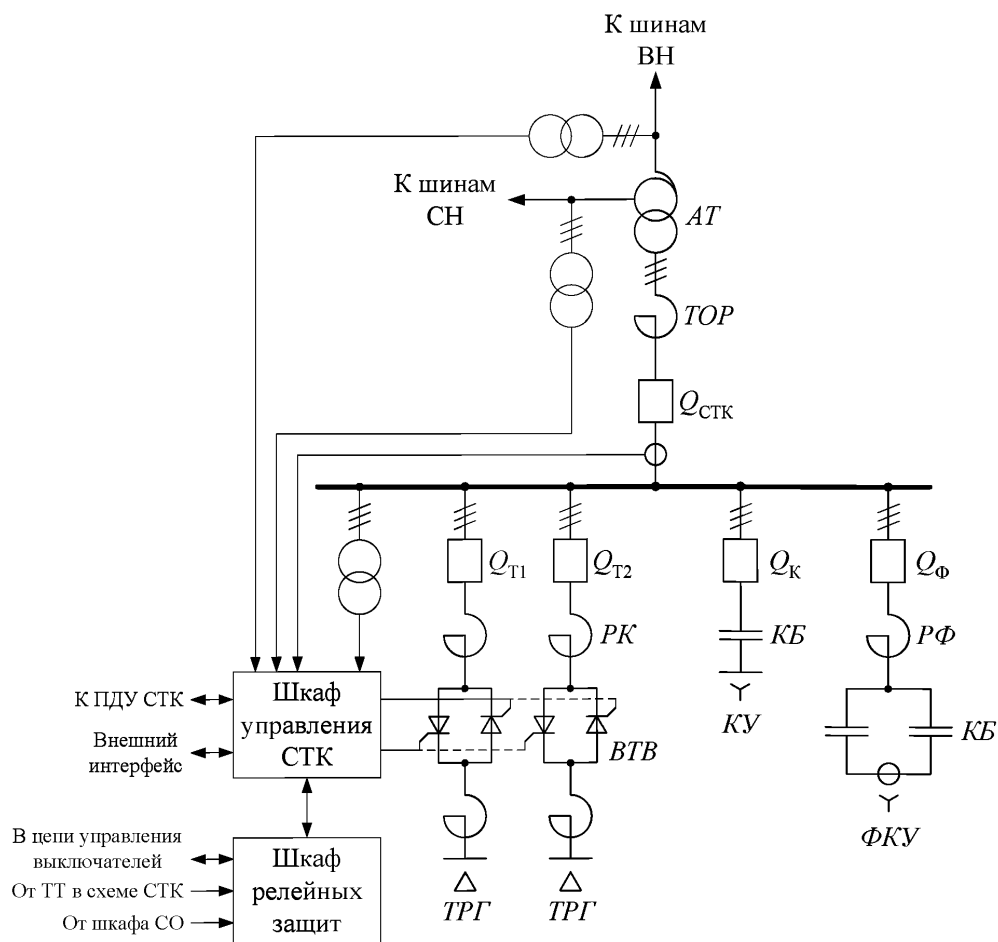 К шинам
ВН
К шинам
СН
АТ
ТОР
QСТК
QТ1
QТ2
QК
QФ
РК
КБ
РФ
К ПДУ СТК
Шкаф
управления
СТК
КУ
Внешний
интерфейс
ВТВ
КБ
ФКУ
В цепи управления
выключателей
Шкаф
релейных
защит
От ТТ в схеме СТК
От шкафа СО
ТРГ
ТРГ